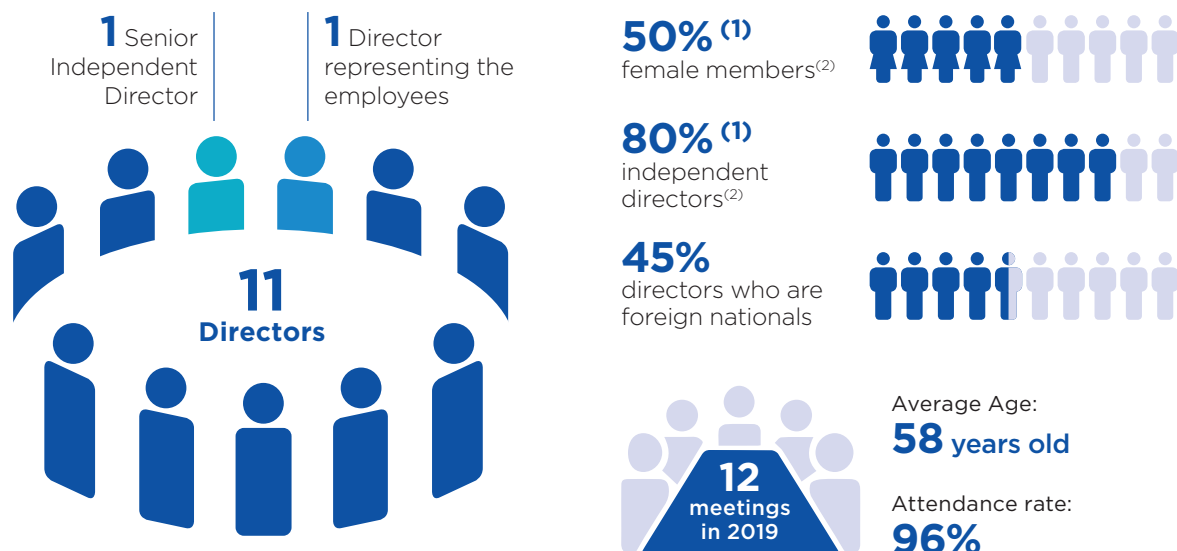 1 Senior
Independent
Director
1 Director
representing the
employees
11
Directors
50% (1)
female members(2)
80% (1)
independent
directors(2)
45%
directors who are
foreign nationals
12
meetings
in 2019
Average Age:
58 years old
Attendance rate:
96%